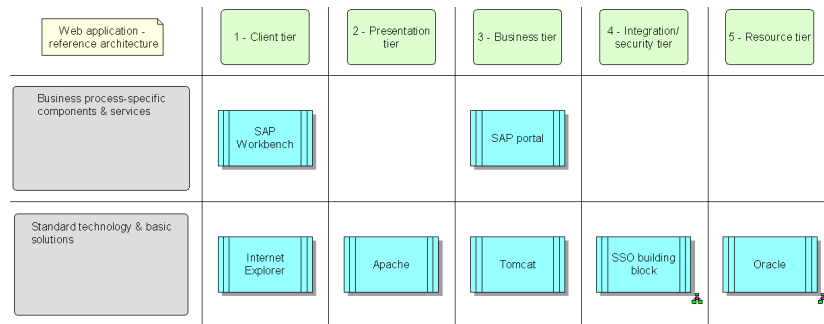 Web application -
reference architecture
1 - Client tier
2 - Presentation
tier
3 - Business tier
4 - Integration/
security tier
5 - Resource tier
Business process-specific
components & services
SAP
Workbench
SAP portal
Standard technology & basic
solutions
Internet
Explorer
Apache
Tomcat
SSO building
block
Oracle